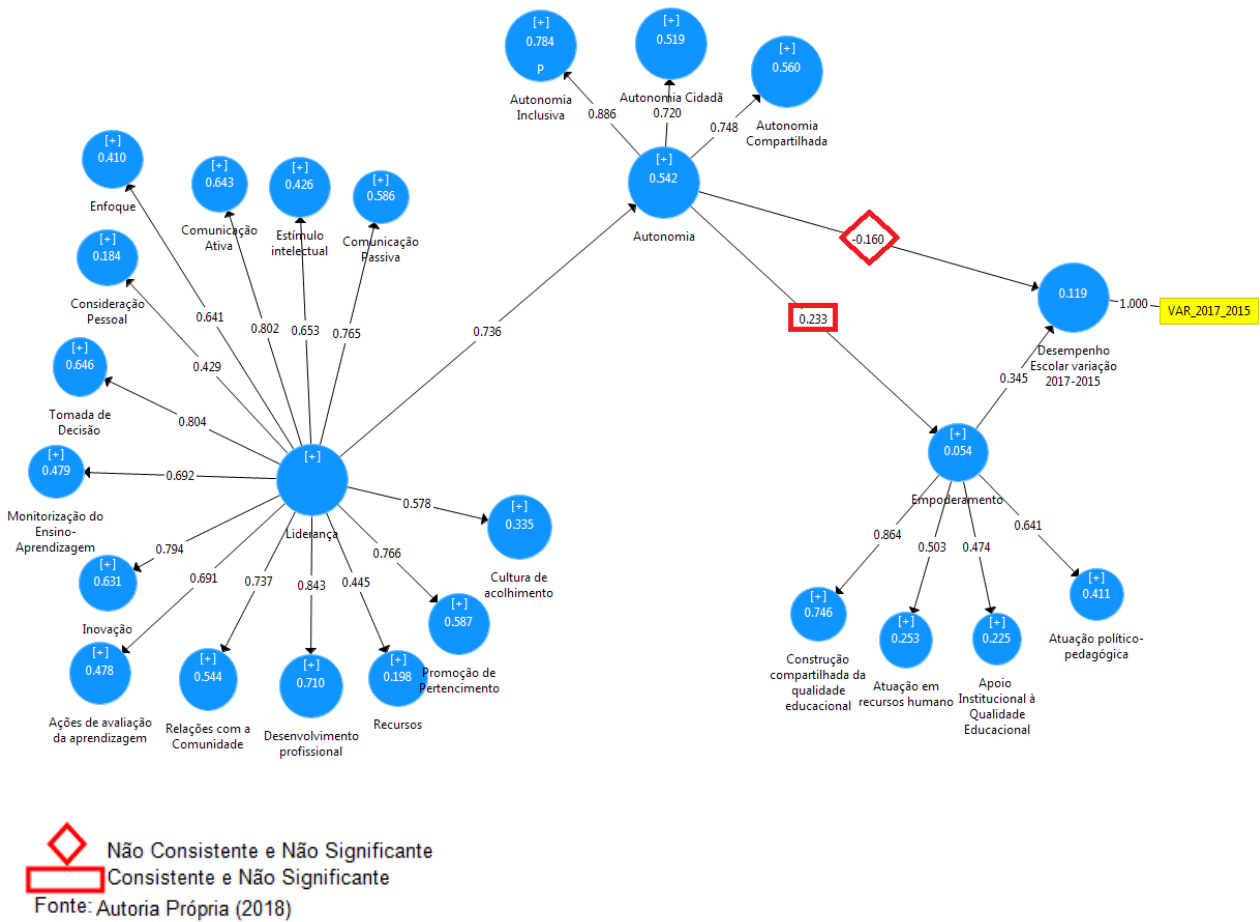 [+]
0.784
p
Autonomia
Inclusiva
[+]
0.519
Autonomia Cidadã
[+]
0.560
Autonomia
Compartilhada
0.886
0.720
0.748
[+]
0.542
Autonomia
[+]
0.410
Enfoque
[+]
0.643
Comunicação
Ativa
[+]
0.426
Estímulo
intelectual
[+]
0.586
Comunicação
Passiva
[+]
0.184
Consideração
Pessoal
[+]
0.646
Tomada de
Decisão
[+]
0.479
Monitorização do
Ensino-
Aprendizagem
[+]
0.631
Inovação
[+]
0.478
Ações de avaliação
da aprendizagem
[+]
0.544
Relações com a
Comunidade
[+]
0.710
Desenvolvimento
profissional
[+]
0.198
Recursos
[+]
0.587
Promoção de
Pertencimento
[+]
0.335
Cultura de
acolhimento
[+]
Liderança
0.641
0.802
0.653
0.765
0.429
0.804
0.692
0.794
0.691
0.737
0.843
0.445
0.766
0.578
0.736
-0.160
0.233
0.119
Desempenho
Escolar variação
2017-2015
1.000
VAR_2017_2015
0.345
[+]
0.054
Empoderamento
0.864
0.503
0.474
0.641
[+]
0.746
Construção
compartilhada da
qualidade
educacional
[+]
0.253
Atuação em
recursos humano
[+]
0.225
Apoio
Institucional à
Qualidade
Educacional
[+]
0.411
Atuação político-
pedagógica
Não Consistente e Não Significante
Consistente e Não Significante
Fonte: Autoria Própria (2018)